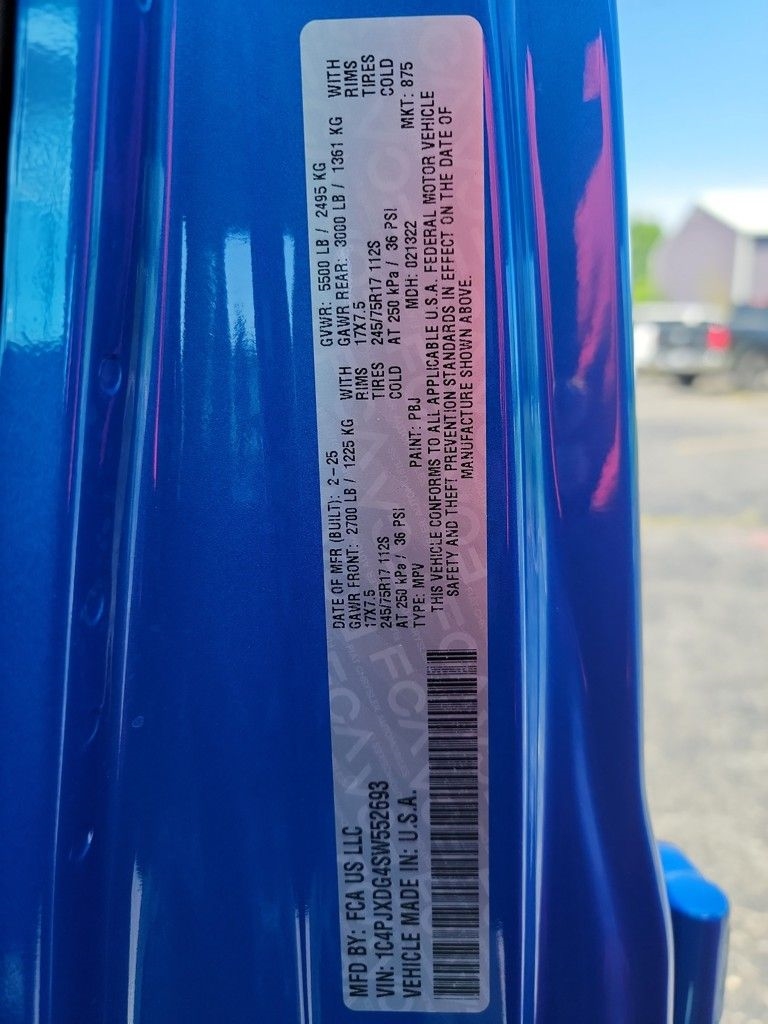 MFD BY: FCA US LLC
VIN: 1C4PJXDG4SW552693
VEHICLE MADE IN: U.S.A.
DATE OF MFR (BUILT): 2-25 GVWR: 5500 LB / 2495 KG
GAWR FRONT: 2700 LB / 1225 KG WITH GAWR REAR: 3000 LB / 1361 KG WITH
17X7.5 RIMS 17X7.5 RIMS
245/75R17 112S TIRES 245/75R17 112S TIRES
AT 250 kPa / 36 PSI COLD AT 250 kPa / 36 PSI COLD
TYPE: MPV PAINT: PBJ MDH: 021322 MKT: 875
THIS VEHICLE CONFORMS TO ALL APPLICABLE U.S.A. FEDERAL MOTOR VEHICLE
SAFETY AND THEFT PREVENTION STANDARDS IN EFFECT ON THE DATE OF
MANUFACTURE SHOWN ABOVE.